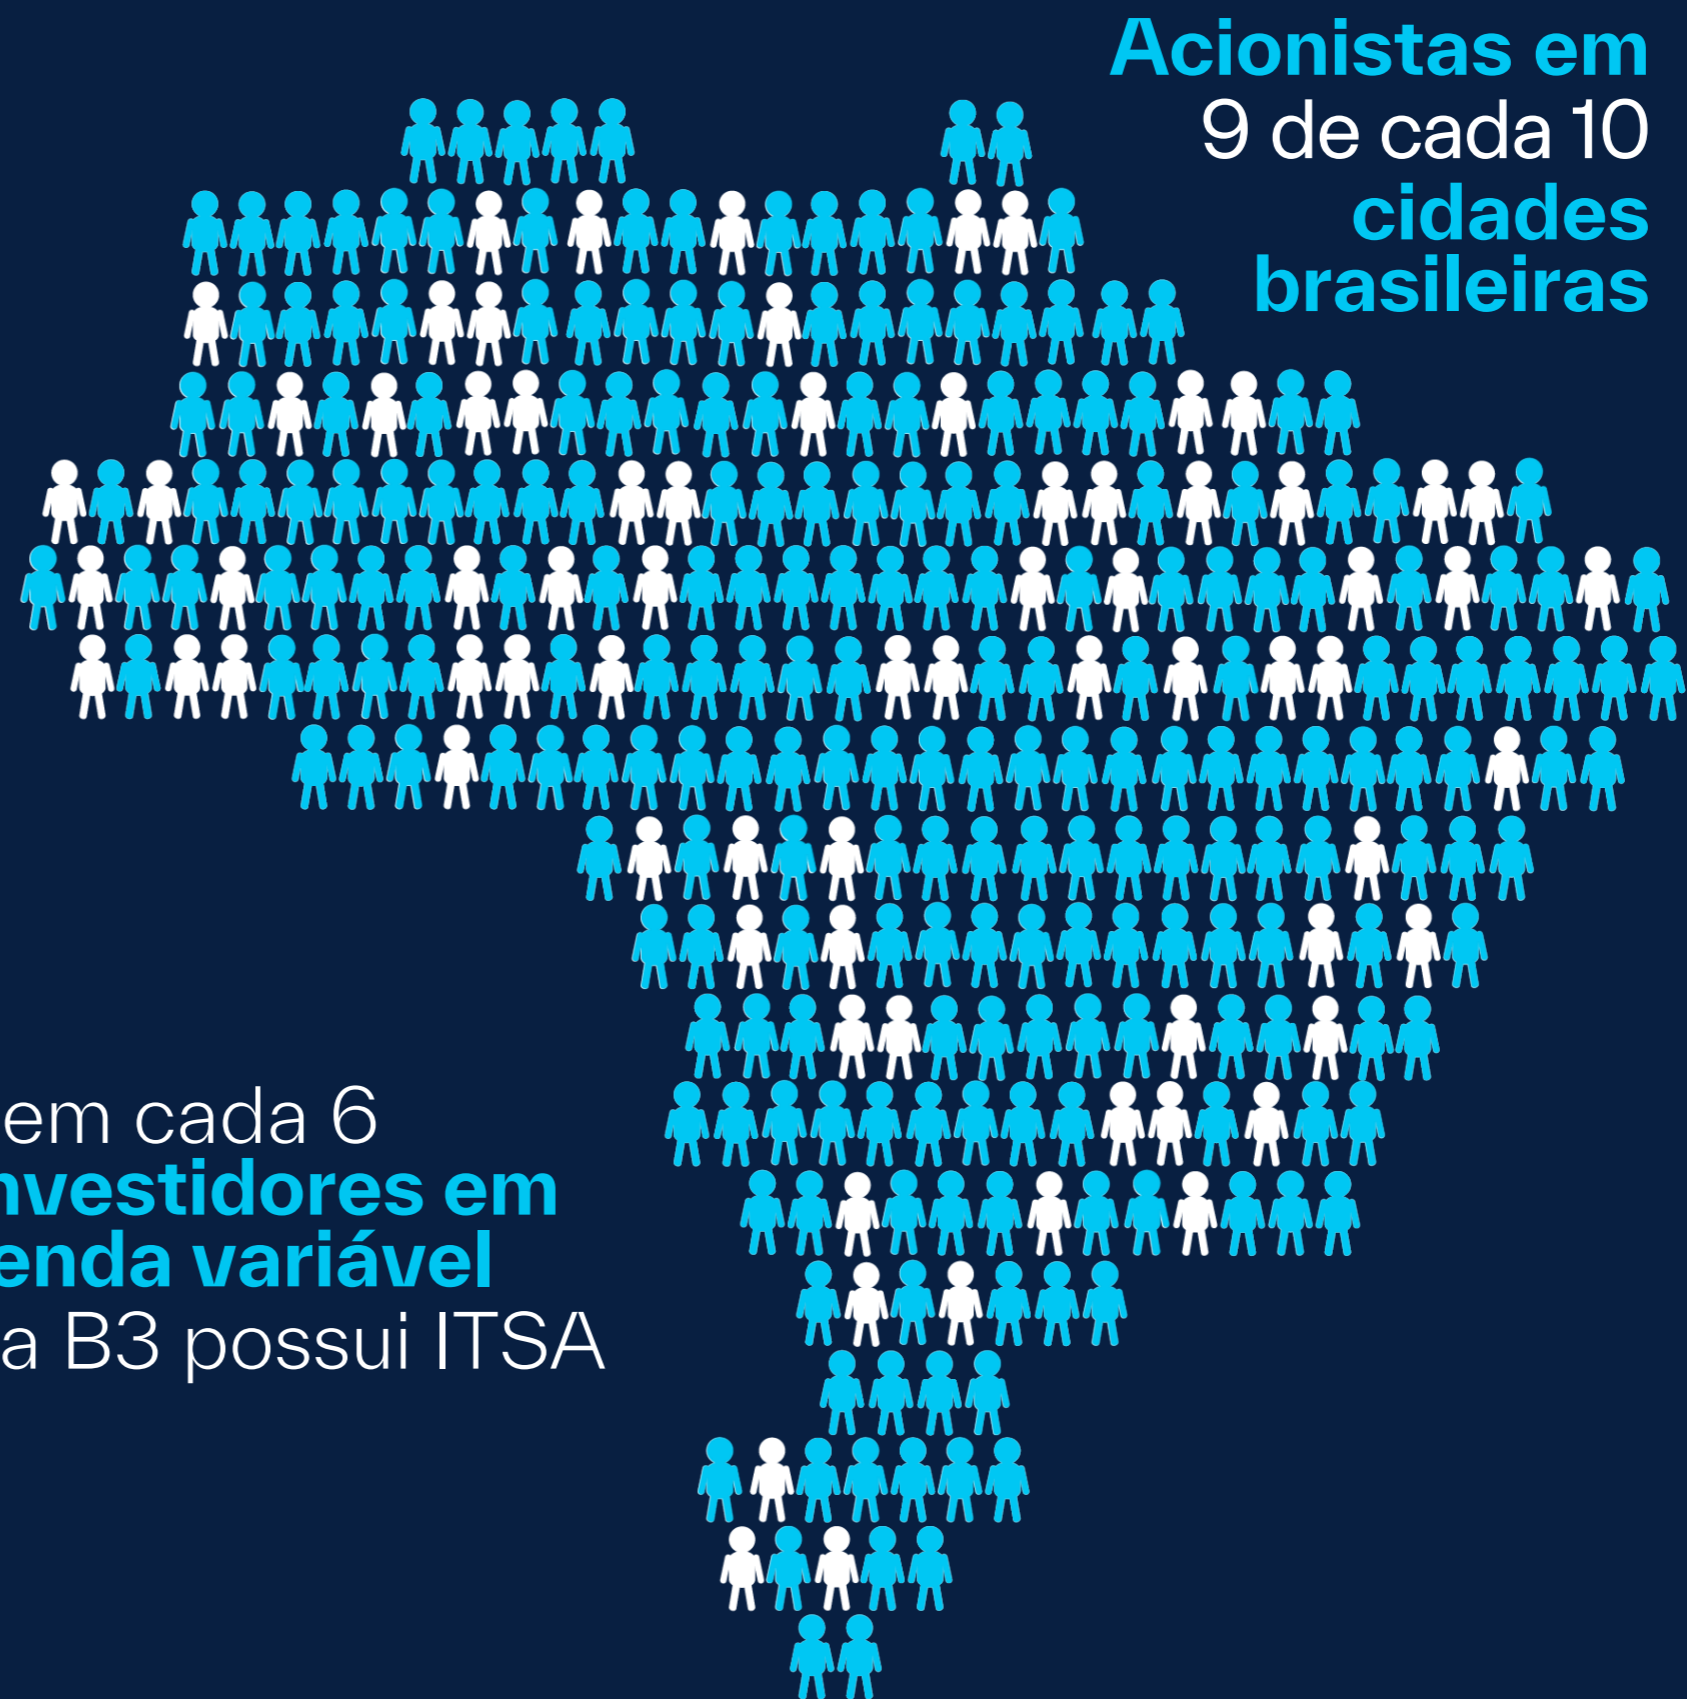 Acionistas em
9 de cada 10
cidades
brasileiras
em cada 6
nvestidores em
enda variável
a B3 possui ITSA